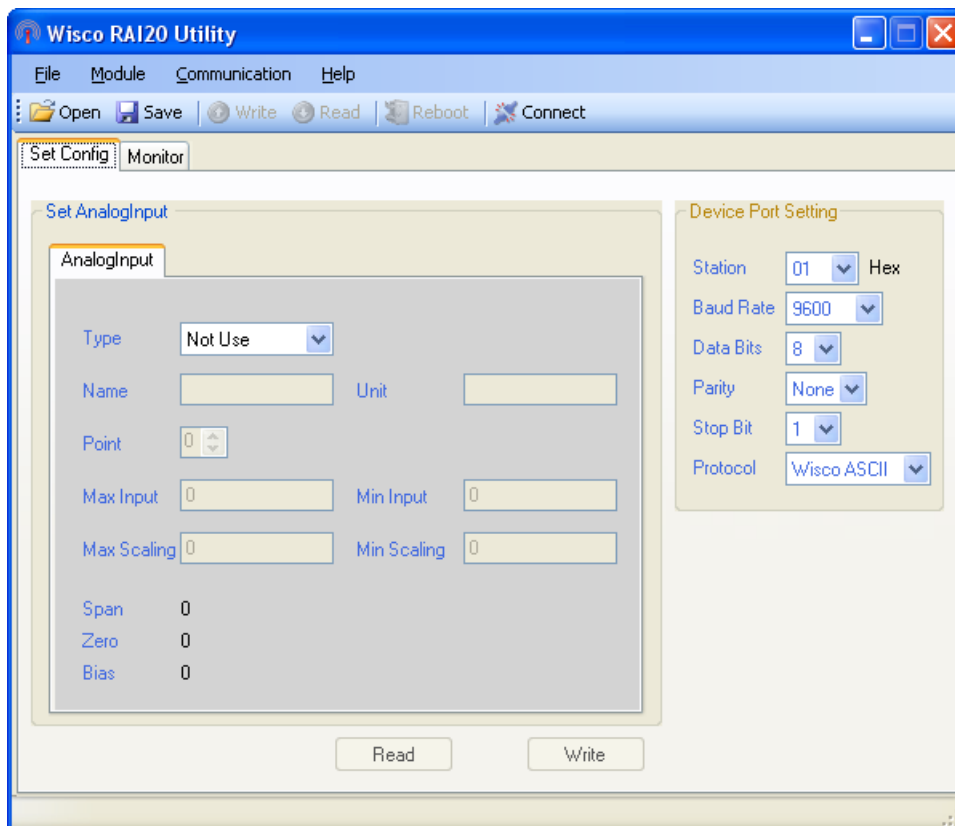 Wisco RAI20 Utility
File Module Communication Help
Open Save Write Read Reboot Connect
Set Config Monitor
Set AnalogInput
AnalogInput
Type Not Use
Name Unit
Point 0
Max Input 0 Min Input 0
Max Scaling 0 Min Scaling 0
Span 0
Zero 0
Bias 0
Read Write
Device Port Setting
Station 01 Hex
Baud Rate 9600
Data Bits 8
Parity None
Stop Bit 1
Protocol Wisco ASCII